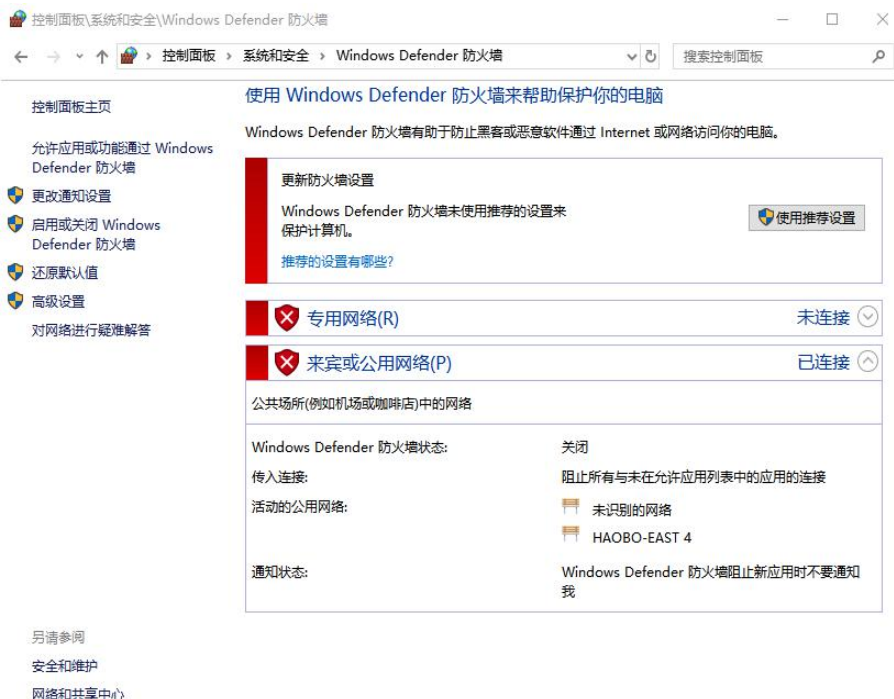 控制面板\系统和安全\Windows Defender 防火墙
控制面板 › 系统和安全 › Windows Defender 防火墙
搜索控制面板
控制面板主页
允许应用或功能通过 Windows
Defender 防火墙
更改通知设置
启用或关闭 Windows
Defender 防火墙
还原默认值
高级设置
对网络进行疑难解答
使用 Windows Defender 防火墙来帮助保护你的电脑
Windows Defender 防火墙有助于防止黑客或恶意软件通过 Internet 或网络访问你的电脑。
更新防火墙设置
Windows Defender 防火墙未使用推荐的设置来
保护计算机。
使用推荐设置
推荐的设置有哪些?
专用网络(R) 未连接
来宾或公用网络(P) 已连接
公共场所(例如机场或咖啡店)中的网络
Windows Defender 防火墙状态: 关闭
传入连接: 阻止所有与未在允许应用列表中的应用的连接
活动的公用网络: 未识别的网络
HAOBO-EAST 4
通知状态: Windows Defender 防火墙阻止新应用时不要通知
我
另请参阅
安全和维护
网络和共享中心